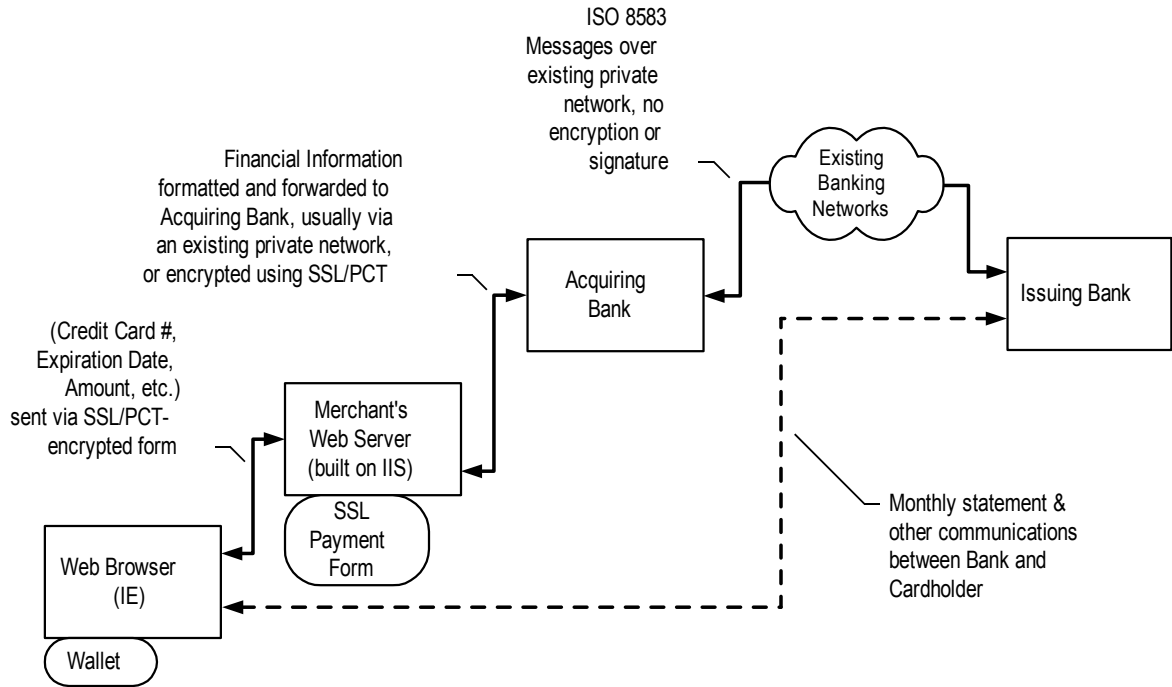 ISO 8583
Messages over
existing private
network, no
encryption or
signature
Existing
Banking
Networks
Financial Information
formatted and forwarded to
Acquiring Bank, usually via
an existing private network,
or encrypted using SSL/PCT
Acquiring
Bank
Issuing Bank
(Credit Card #,
Expiration Date,
Amount, etc.)
sent via SSL/PCT-
encrypted form
Merchant's
Web Server
(built on IIS)
SSL
Payment
Form
Monthly statement &
other communications
between Bank and
Cardholder
Web Browser
(IE)
Wallet